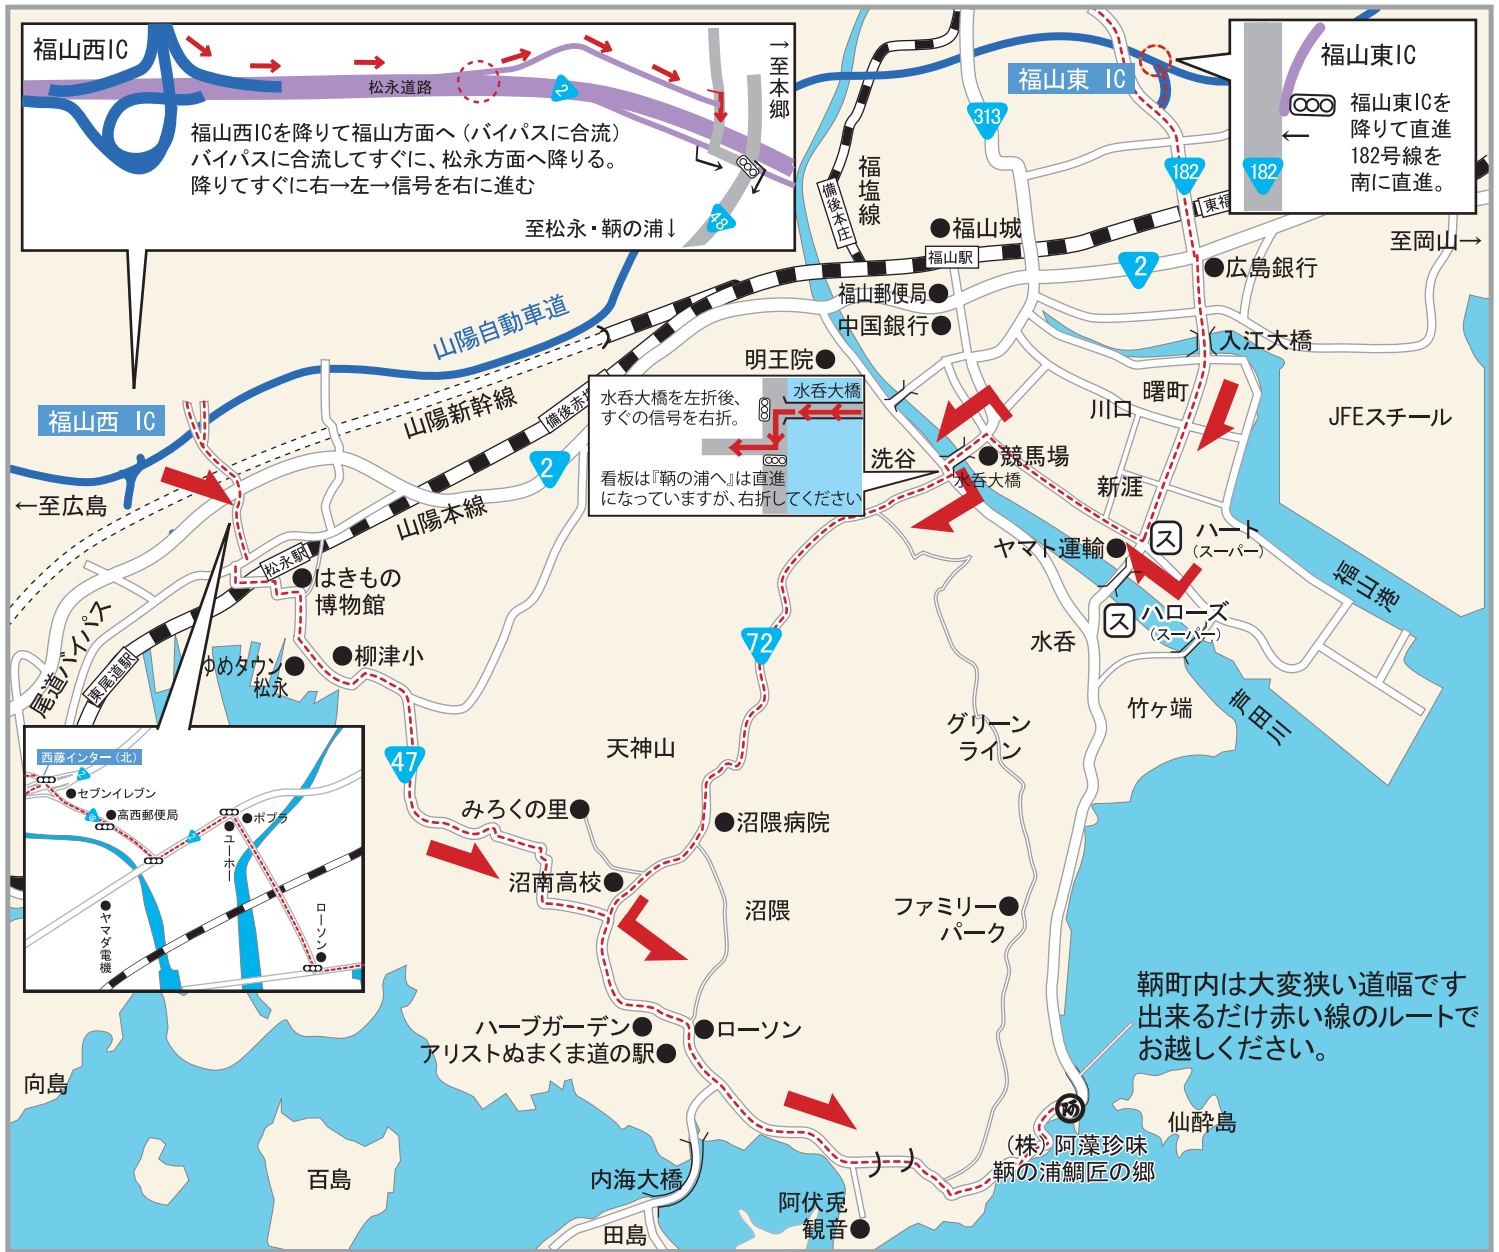 福山西IC
松永道路
2
→至本郷
福山西ICを降りて福山方面へ（バイパスに合流）
バイパスに合流してすぐに、松永方面へ降りる。
降りてすぐに右→左→信号を右に進む
48
至松永・鞆の浦↓
福山東 IC
福山東IC
福山東ICを
降りて直進
182号線を
南に直進。
182
313
182
福塩線
備後本庄
福山城
福山駅
東福
至岡山→
2
広島銀行
福山郵便局
中国銀行
入江大橋
明王院
山陽自動車道
山陽新幹線
備後赤坂
曙町
川口
JFEスチール
福山西 IC
水呑大橋を左折後、
すぐの信号を右折。
水呑大橋
看板は『鞆の浦へ』は直進
になっていますが、右折してください
洗谷
競馬場
水呑大橋
新涯
2
←至広島
山陽本線
松永駅
ヤマト運輸
ス
ハート
(スーパー)
福山港
はきもの
博物館
ス
ハローズ
(スーパー)
尾道バイパス
東尾道駅
ゆめタウン
松永
柳津小
72
水呑
竹ヶ端
芦田川
グリーン
ライン
天神山
47
西藤インター（北）
2
セブンイレブン
48
高西郵便局
2
ポプラ
ユーホー
ヤマダ電機
ローソン
みろくの里
沼隈病院
沼南高校
沼隈
ファミリー
パーク
鞆町内は大変狭い道幅です
出来るだけ赤い線のルートで
お越しください。
ハーブガーデン
ローソン
アリストぬまくま道の駅
向島
百島
仙酔島
阿
（株）阿藻珍味
鞆の浦鯛匠の郷
内海大橋
田島
阿伏兎
観音